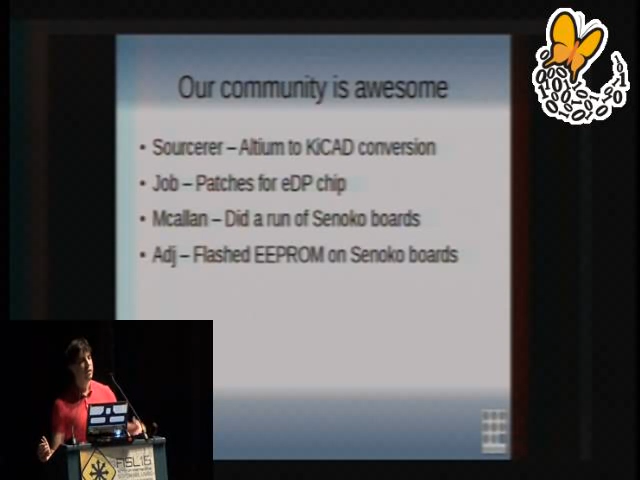 Our community is awesome
• Sourcerer – Altium to KiCAD conversion
• Job – Patches for eDP chip
• Mcallan – Did a run of Senoko boards
• Adj – Flashed EEPROM on Senoko boards
FISL16